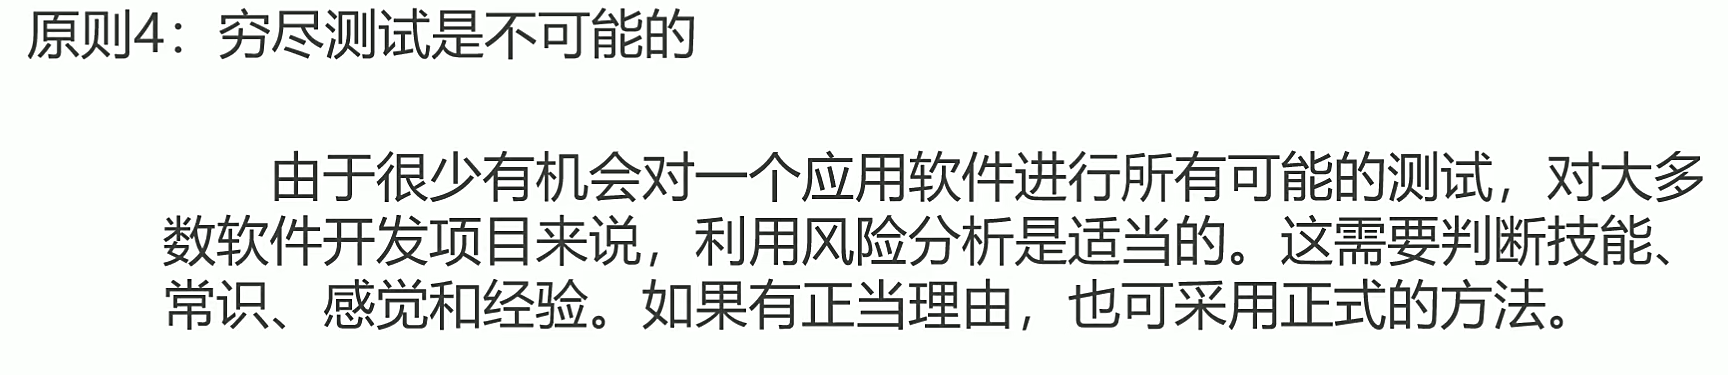 原则4：穷尽测试是不可能的
由于很少有机会对一个应用软件进行所有可能的测试，对大多
数软件开发项目来说，利用风险分析是适当的。这需要判断技能、
常识、感觉和经验。如果有正当理由，也可采用正式的方法。